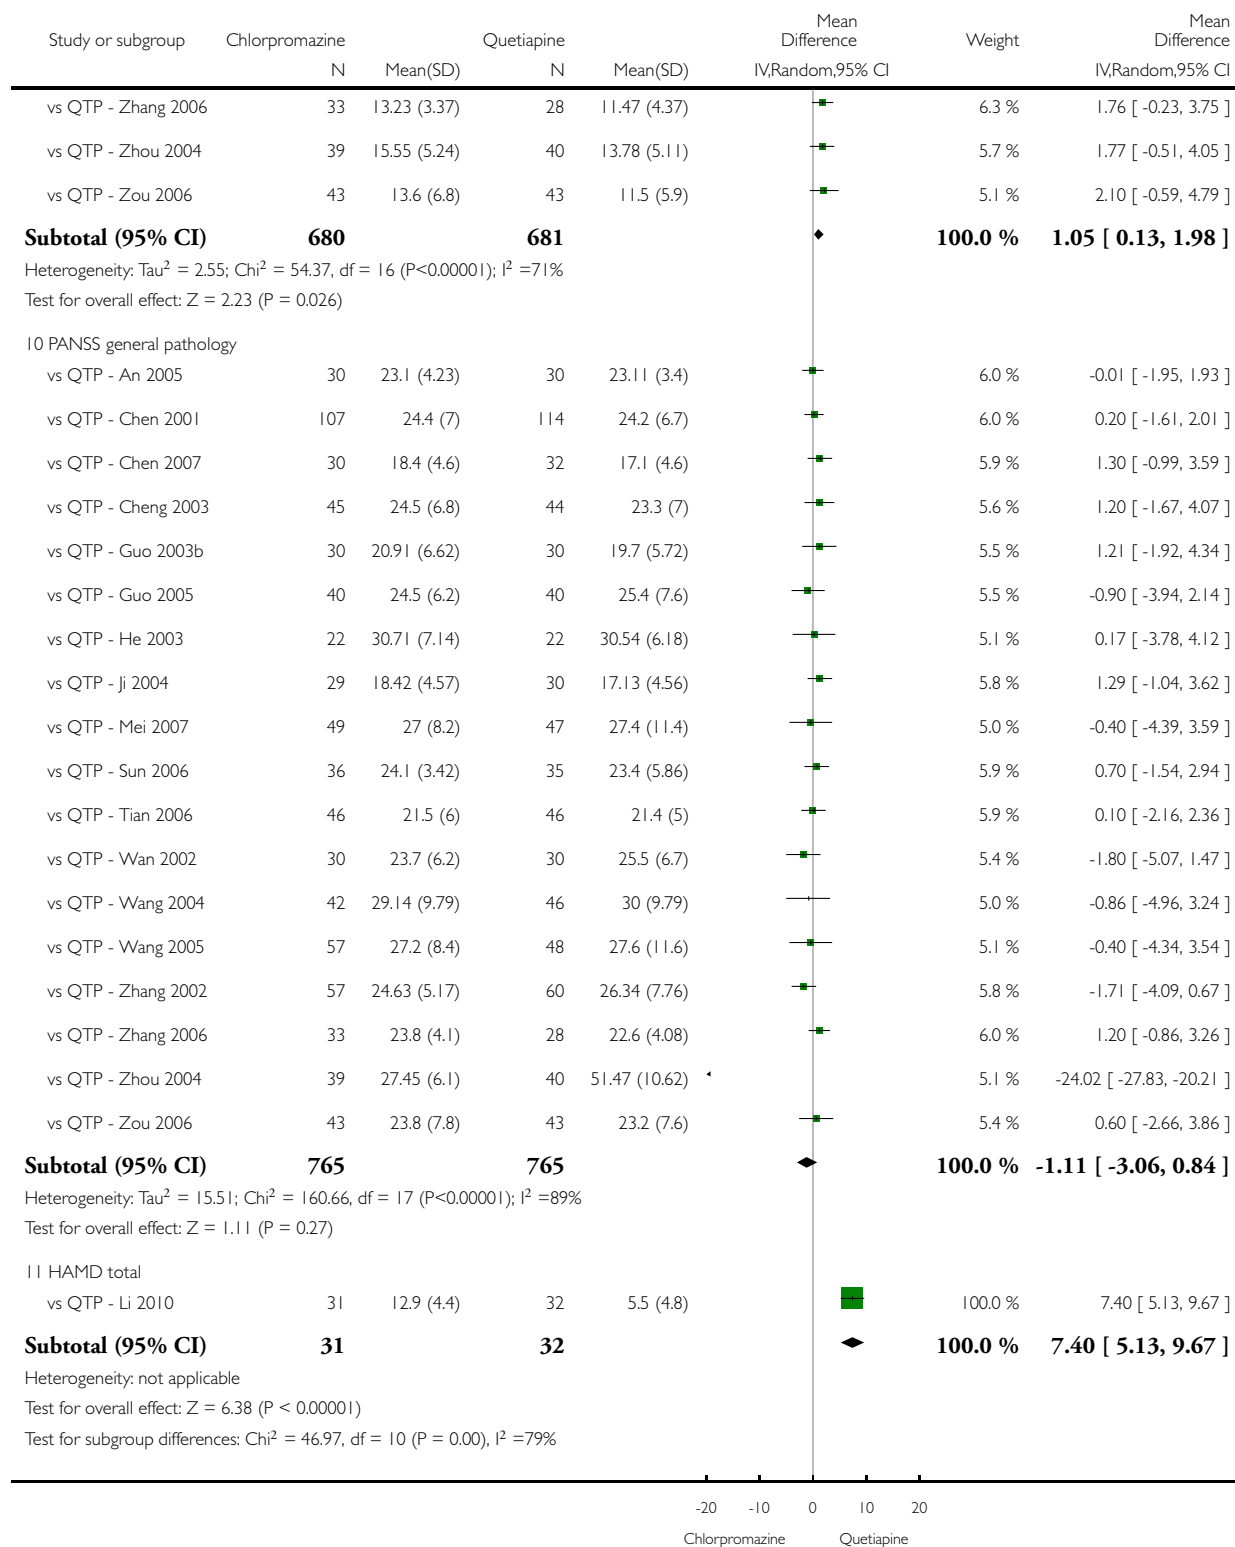 Study or subgroup Chlorpromazine Quetiapine Mean Difference Weight Mean Difference
N Mean(SD) N Mean(SD) IV,Random,95% CI IV,Random,95% CI
vs QTP - Zhang 2006 33 13.23 (3.37) 28 11.47 (4.37) 6.3 % 1.76 [ -0.23, 3.75 ]
vs QTP - Zhou 2004 39 15.55 (5.24) 40 13.78 (5.11) 5.7 % 1.77 [ -0.51, 4.05 ]
vs QTP - Zou 2006 43 13.6 (6.8) 43 11.5 (5.9) 5.1 % 2.10 [ -0.59, 4.79 ]
Subtotal (95% CI) 680 681 100.0 % 1.05 [ 0.13, 1.98 ]
Heterogeneity: Tau² = 2.55; Chi² = 54.37, df = 16 (P<0.00001); I² =71%
Test for overall effect: Z = 2.23 (P = 0.026)
10 PANSS general pathology
vs QTP - An 2005 30 23.1 (4.23) 30 23.11 (3.4) 6.0 % -0.01 [ -1.95, 1.93 ]
vs QTP - Chen 2001 107 24.4 (7) 114 24.2 (6.7) 6.0 % 0.20 [ -1.61, 2.01 ]
vs QTP - Chen 2007 30 18.4 (4.6) 32 17.1 (4.6) 5.9 % 1.30 [ -0.99, 3.59 ]
vs QTP - Cheng 2003 45 24.5 (6.8) 44 23.3 (7) 5.6 % 1.20 [ -1.67, 4.07 ]
vs QTP - Guo 2003b 30 20.91 (6.62) 30 19.7 (5.72) 5.5 % 1.21 [ -1.92, 4.34 ]
vs QTP - Guo 2005 40 24.5 (6.2) 40 25.4 (7.6) 5.5 % -0.90 [ -3.94, 2.14 ]
vs QTP - He 2003 22 30.71 (7.14) 22 30.54 (6.18) 5.1 % 0.17 [ -3.78, 4.12 ]
vs QTP - Ji 2004 29 18.42 (4.57) 30 17.13 (4.56) 5.8 % 1.29 [ -1.04, 3.62 ]
vs QTP - Mei 2007 49 27 (8.2) 47 27.4 (11.4) 5.0 % -0.40 [ -4.39, 3.59 ]
vs QTP - Sun 2006 36 24.1 (3.42) 35 23.4 (5.86) 5.9 % 0.70 [ -1.54, 2.94 ]
vs QTP - Tian 2006 46 21.5 (6) 46 21.4 (5) 5.9 % 0.10 [ -2.16, 2.36 ]
vs QTP - Wan 2002 30 23.7 (6.2) 30 25.5 (6.7) 5.4 % -1.80 [ -5.07, 1.47 ]
vs QTP - Wang 2004 42 29.14 (9.79) 46 30 (9.79) 5.0 % -0.86 [ -4.96, 3.24 ]
vs QTP - Wang 2005 57 27.2 (8.4) 48 27.6 (11.6) 5.1 % -0.40 [ -4.34, 3.54 ]
vs QTP - Zhang 2002 57 24.63 (5.17) 60 26.34 (7.76) 5.8 % -1.71 [ -4.09, 0.67 ]
vs QTP - Zhang 2006 33 23.8 (4.1) 28 22.6 (4.08) 6.0 % 1.20 [ -0.86, 3.26 ]
vs QTP - Zhou 2004 39 27.45 (6.1) 40 51.47 (10.62) 5.1 % -24.02 [ -27.83, -20.21 ]
vs QTP - Zou 2006 43 23.8 (7.8) 43 23.2 (7.6) 5.4 % 0.60 [ -2.66, 3.86 ]
Subtotal (95% CI) 765 765 100.0 % -1.11 [ -3.06, 0.84 ]
Heterogeneity: Tau² = 15.51; Chi² = 160.66, df = 17 (P<0.00001); I² =89%
Test for overall effect: Z = 1.11 (P = 0.27)
11 HAMD total
vs QTP - Li 2010 31 12.9 (4.4) 32 5.5 (4.8) 100.0 % 7.40 [ 5.13, 9.67 ]
Subtotal (95% CI) 31 32 100.0 % 7.40 [ 5.13, 9.67 ]
Heterogeneity: not applicable
Test for overall effect: Z = 6.38 (P < 0.00001)
Test for subgroup differences: Chi² = 46.97, df = 10 (P = 0.00), I² =79%
-20 -10 0 10 20
Chlorpromazine Quetiapine